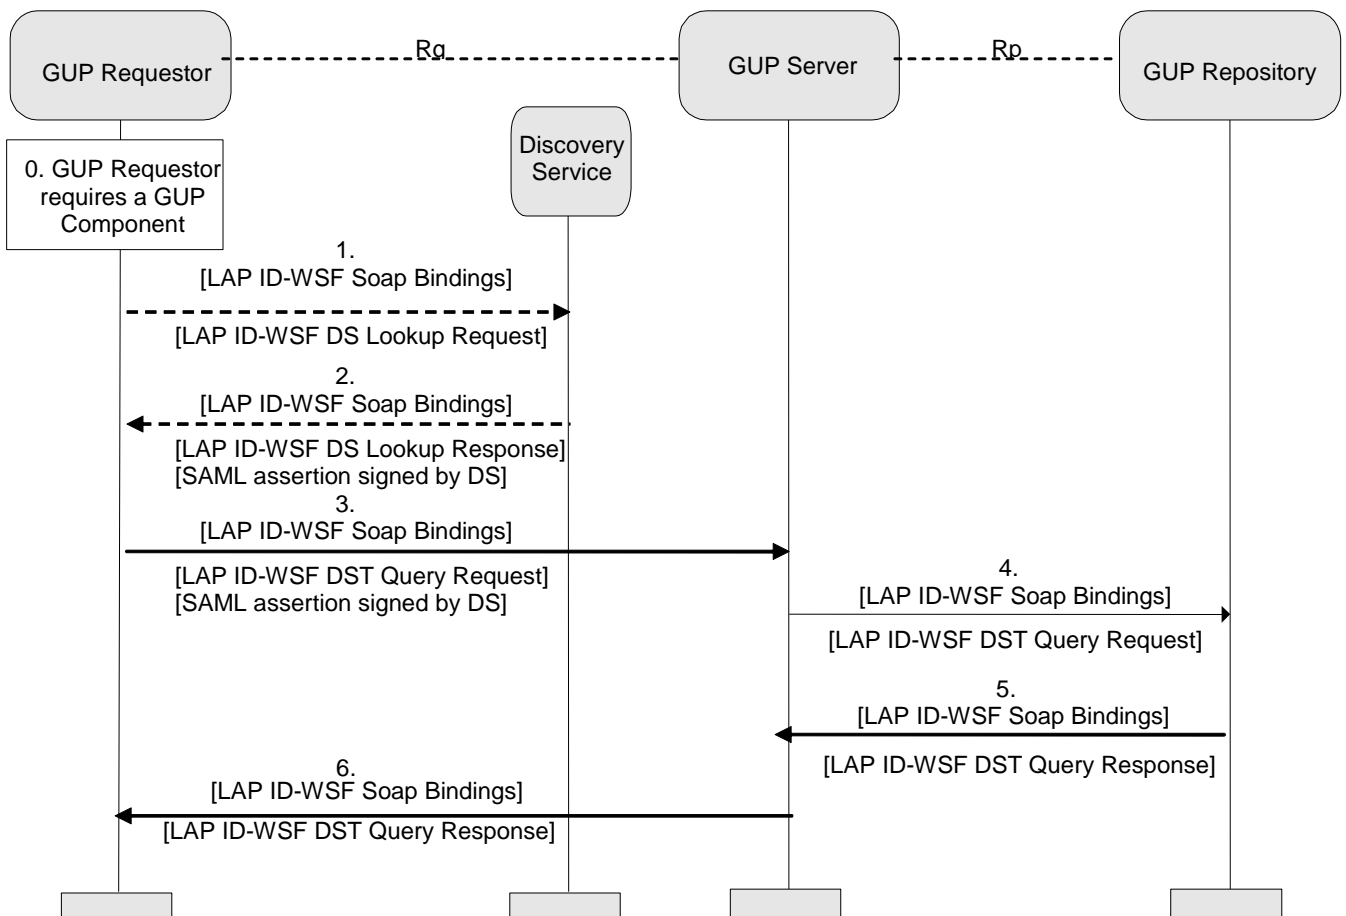 GUP Requestor
Rg
GUP Server
Rp
GUP Repository
Discovery
Service
0. GUP Requestor
requires a GUP
Component
1.
[LAP ID-WSF Soap Bindings]
[LAP ID-WSF DS Lookup Request]
2.
[LAP ID-WSF Soap Bindings]
[LAP ID-WSF DS Lookup Response]
[SAML assertion signed by DS]
3.
[LAP ID-WSF Soap Bindings]
[LAP ID-WSF DST Query Request]
[SAML assertion signed by DS]
4.
[LAP ID-WSF Soap Bindings]
[LAP ID-WSF DST Query Request]
5.
[LAP ID-WSF Soap Bindings]
[LAP ID-WSF DST Query Response]
6.
[LAP ID-WSF Soap Bindings]
[LAP ID-WSF DST Query Response]